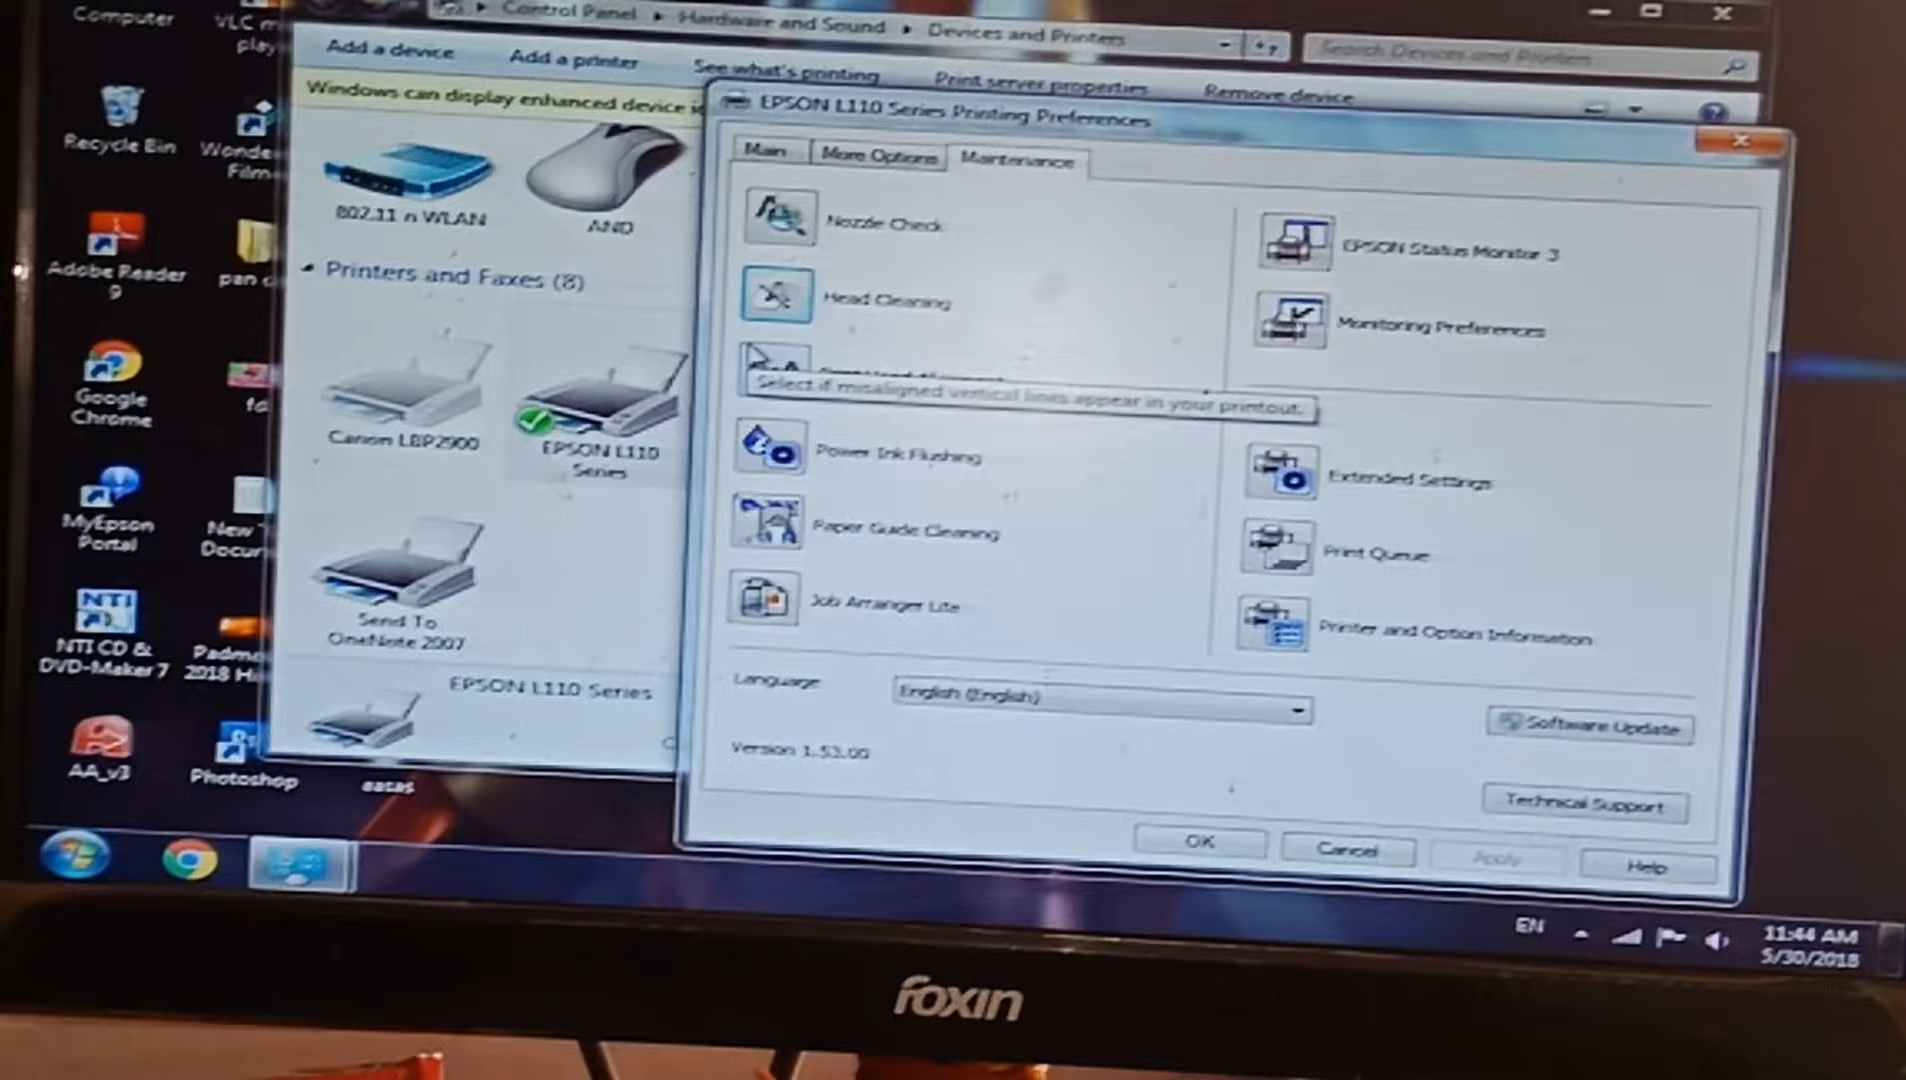 Computer
VLC m
play
Recycle Bin
Wonde
Film
Adobe Reader
9
pan c
Google
Chrome
fa
MyEpson
Portal
New T
Docum
NTI
NTI CD &
DVD-Maker 7
Padma
2018 H
AA_v3
Photoshop
aasas
Control Panel
Hardware and Sound
Devices and Printers
Search Devices and Printers
Add a device
Add a printer
See what's printing
Print server properties
Remove device
Windows can display enhanced device ic
802.11 n WLAN
AND
Printers and Faxes (8)
Canon LBP2900
EPSON L110
Series
Send To
OneNote 2007
EPSON L110 Series
EPSON L110 Series Printing Preferences
Main
More Options
Maintenance
Nozzle Check
Head Cleaning
Select if misaligned vertical lines appear in your printout.
Power Ink Flushing
Paper Guide Cleaning
Job Arranger Lite
EPSON Status Monitor 3
Monitoring Preferences
Extended Settings
Print Queue
Printer and Option Information
Language
English (English)
Software Update
Version 1.53.00
Technical Support
OK
Cancel
Apply
Help
EN
11:44 AM
5/30/2018
foxin